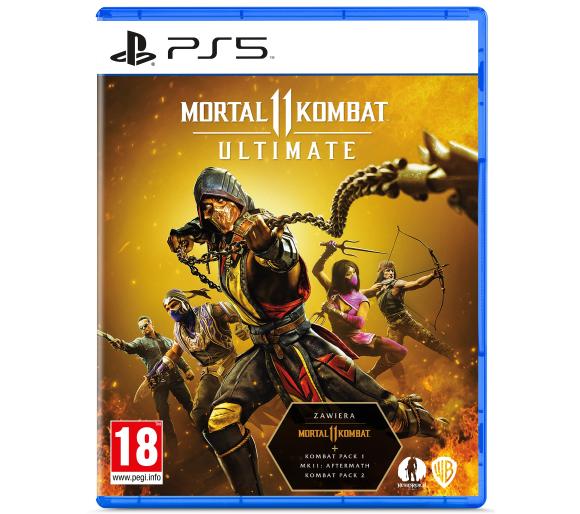 PS5
MORTAL 11 KOMBAT
ULTIMATE
ZAWIERA
MORTAL 11 KOMBAT
+
KOMBAT PACK 1
MK11: AFTERMATH
KOMBAT PACK 2
18
www.pegi.info
WB